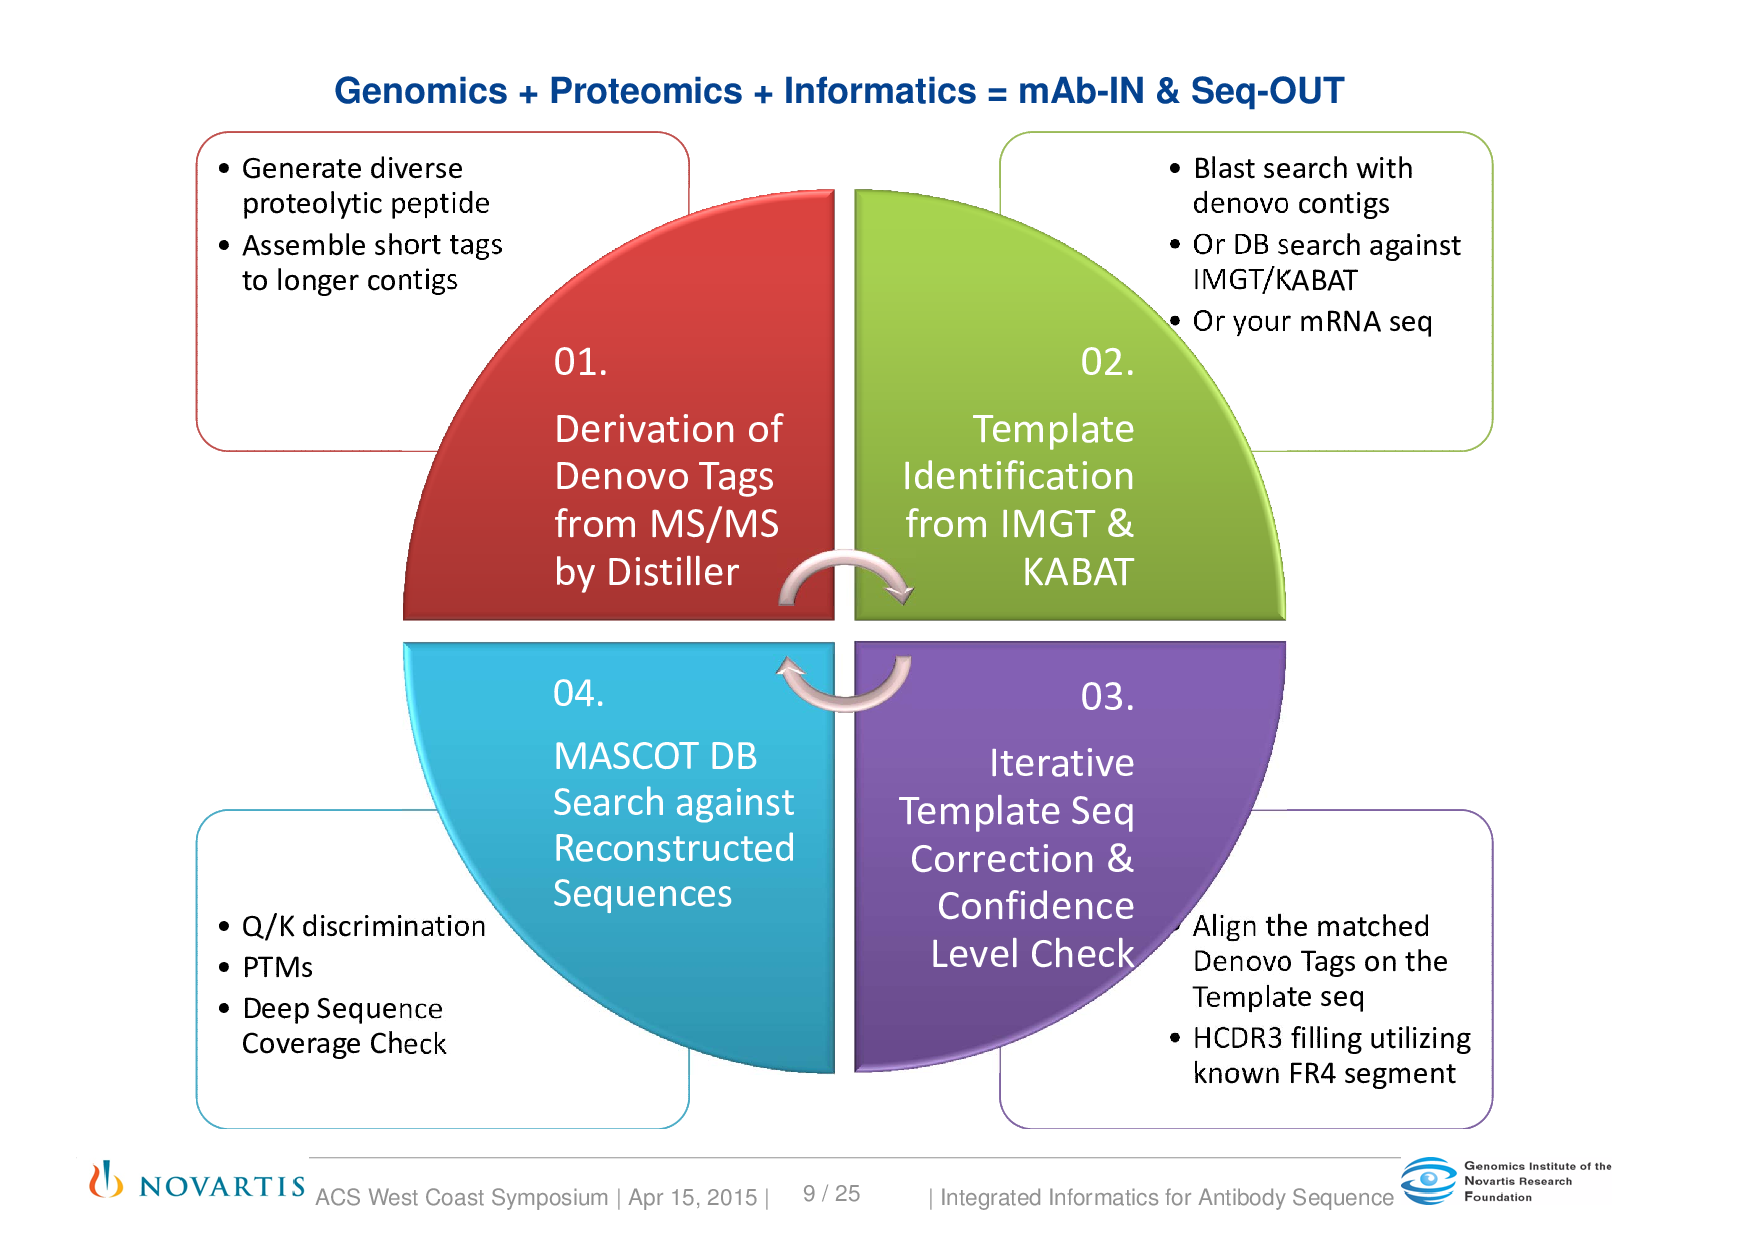 Genomics + Proteomics + Informatics = mAb-IN & Seq-OUT
• Generate diverse
proteolytic peptide
• Assemble short tags
to longer contigs
• Blast search with
denovo contigs
• Or DB search against
IMGT/KABAT
• Or your mRNA seq
01.
Derivation of
Denovo Tags
from MS/MS
by Distiller
02.
Template
Identification
from IMGT &
KABAT
04.
MASCOT DB
Search against
Reconstructed
Sequences
03.
Iterative
Template Seq
Correction &
Confidence
Level Check
• Q/K discrimination
• PTMs
• Deep Sequence
Coverage Check
• Align the matched
Denovo Tags on the
Template seq
• HCDR3 filling utilizing
known FR4 segment
NOVARTIS
ACS West Coast Symposium | Apr 15, 2015 |
9 / 25
| Integrated Informatics for Antibody Sequence
Genomics Institute of the
Novartis Research
Foundation